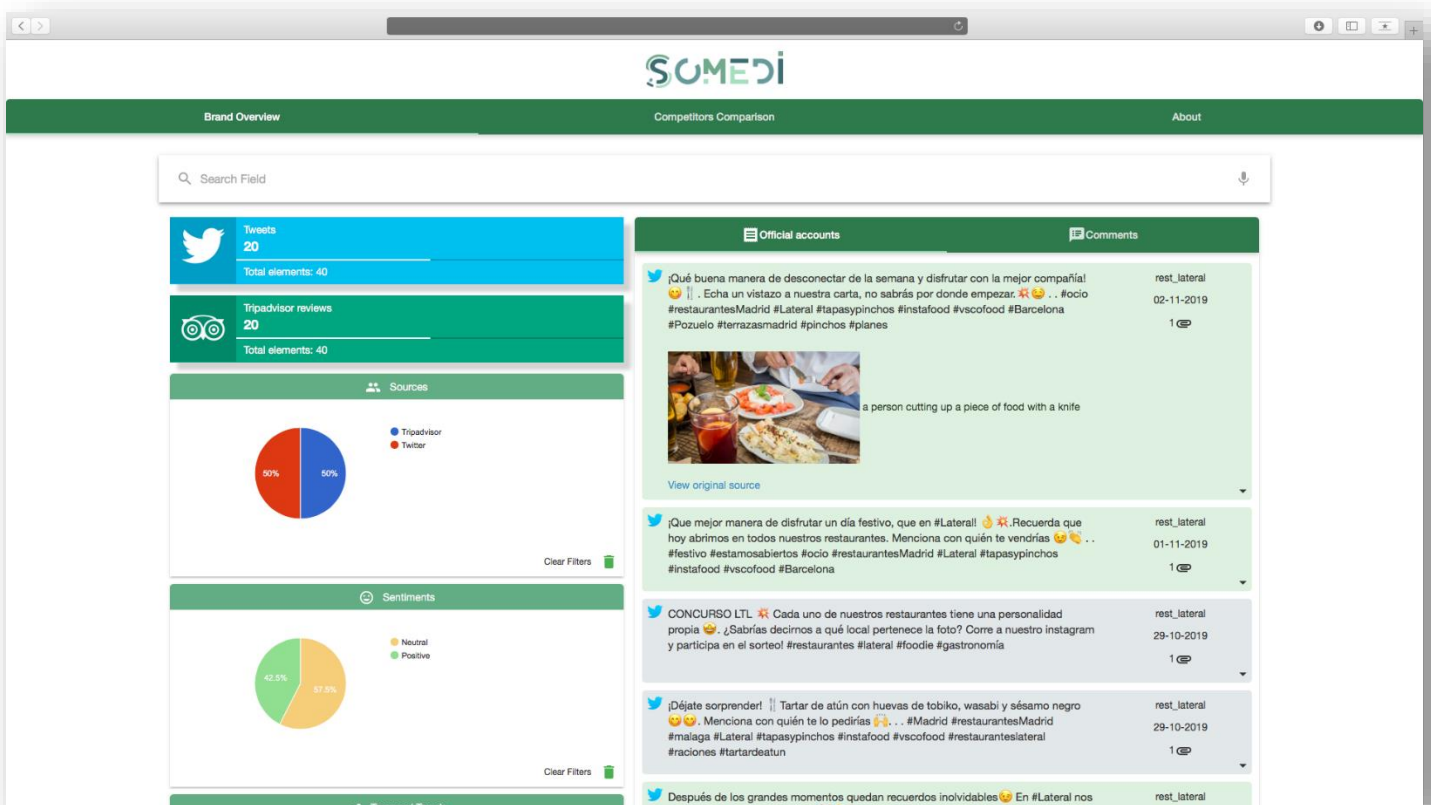 SOMEDI
Brand Overview
Competitors Comparison
About
Search Field
Tweets
20
Total elements: 40
Tripadvisor reviews
20
Total elements: 40
Sources
50%
50%
Tripadvisor
Twitter
Clear Filters
Sentiments
42.5%
57.5%
Neutral
Positive
Clear Filters
Official accounts
Comments
¡Qué buena manera de desconectar de la semana y disfrutar con la mejor compañía!
😋 🍴 . Echa un vistazo a nuestra carta, no sabrás por donde empezar. 💥😉 . . #ocio
#restaurantesMadrid #Lateral #tapasypinchos #instafood #vscofood #Barcelona
#Pozuelo #terrazasmadrid #pinchos #planes
rest_lateral
02-11-2019
1
a person cutting up a piece of food with a knife
View original source
¡Que mejor manera de disfrutar un día festivo, que en #Lateral! 👌 💥.Recuerda que
hoy abrimos en todos nuestros restaurantes. Menciona con quién te vendrías 😉👏 . .
#festivo #estamosabiertos #ocio #restaurantesMadrid #Lateral #tapasypinchos
#instafood #vscofood #Barcelona
rest_lateral
01-11-2019
1
CONCURSO LTL 💥 Cada uno de nuestros restaurantes tiene una personalidad
propia 🤩. ¿Sabrías decirnos a qué local pertenece la foto? Corre a nuestro instagram
y participa en el sorteo! #restaurantes #lateral #foodie #gastronomía
rest_lateral
29-10-2019
1
¡Déjate sorprender! 🍴 Tartar de atún con huevas de tobiko, wasabi y sésamo negro
😋😋. Menciona con quién te lo pedirías 🙌. . . #Madrid #restaurantesMadrid
#malaga #Lateral #tapasypinchos #instafood #vscofood #restauranteslateral
#raciones #tartardeatun
rest_lateral
29-10-2019
1
Después de los grandes momentos quedan recuerdos inolvidables😉 En #Lateral nos
rest_lateral